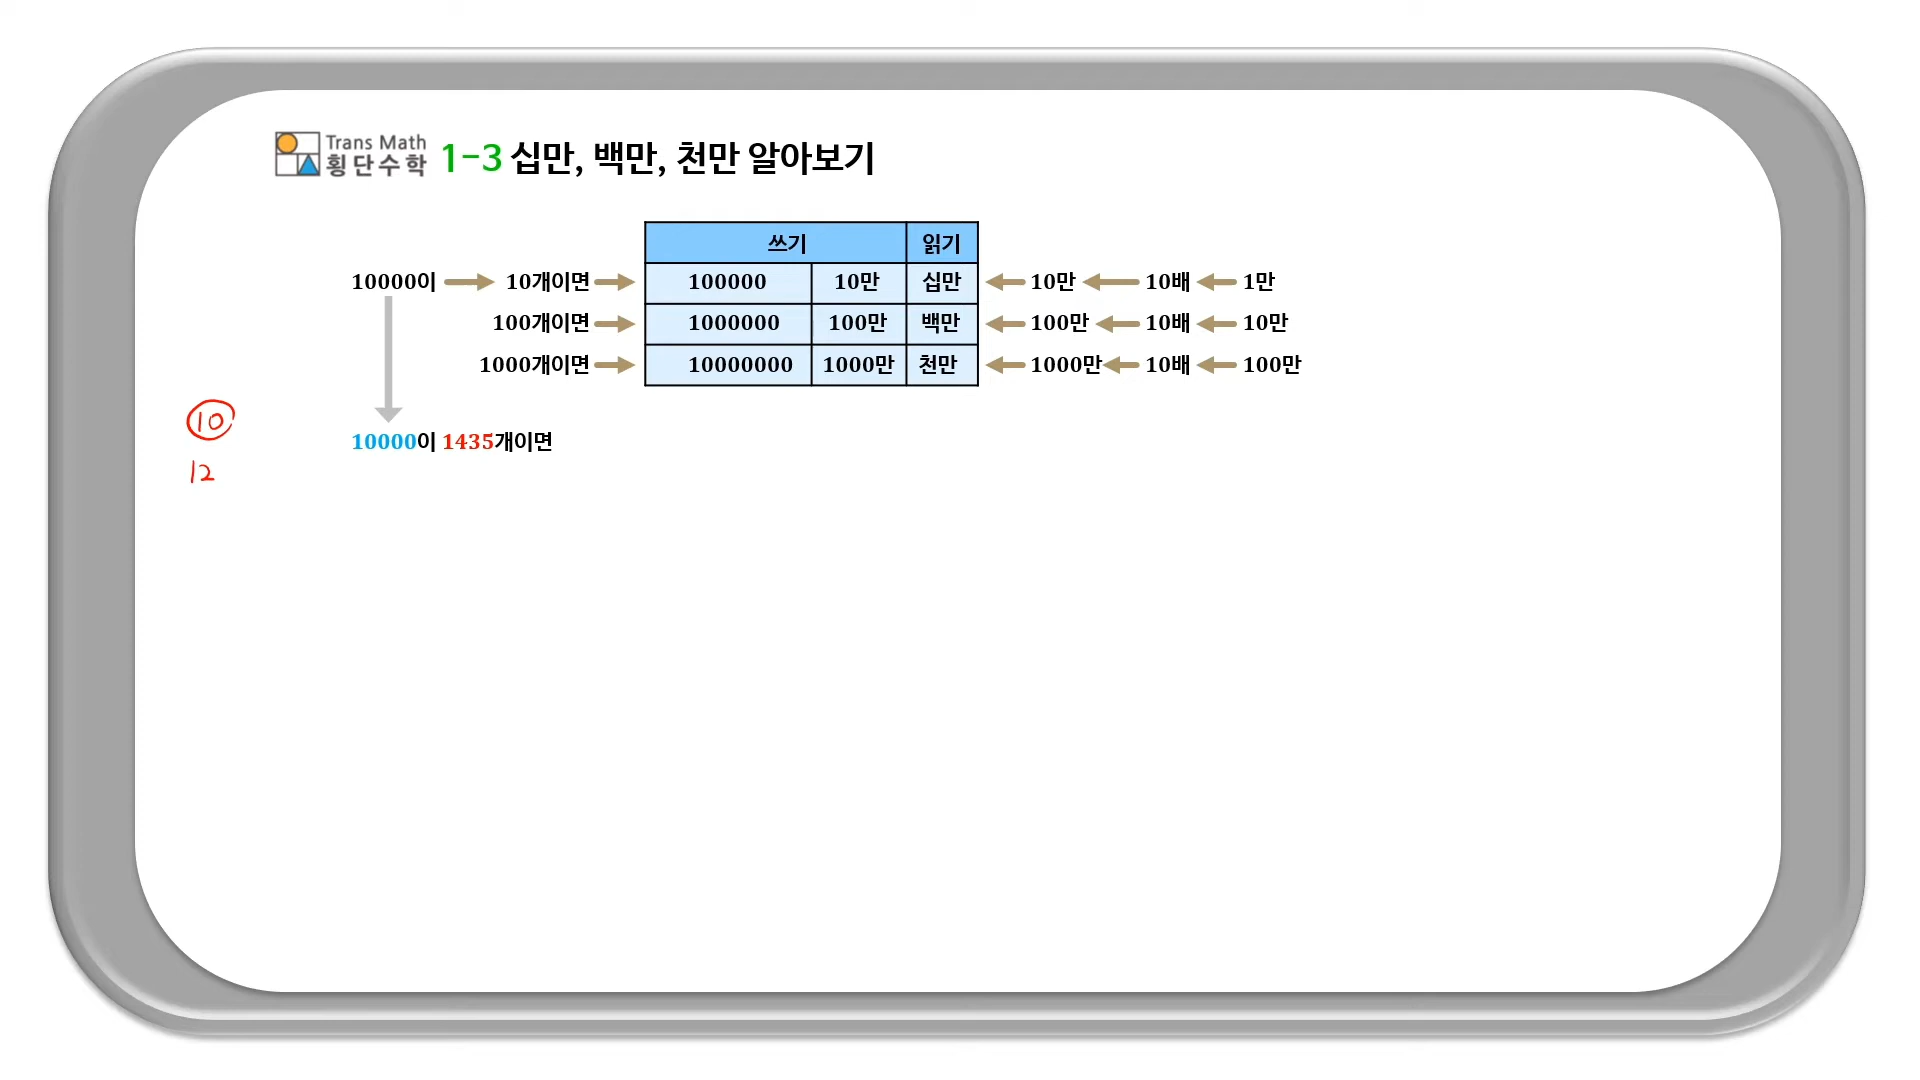 Trans Math
횡단수학
1-3 십만, 백만, 천만 알아보기
쓰기 읽기
10000이 10개이면 100000 10만 십만 10만 10배 1만
100개이면 1000000 100만 백만 100만 10배 10만
1000개이면 10000000 1000만 천만 1000만 10배 100만
10
10000이 1435개이면
12